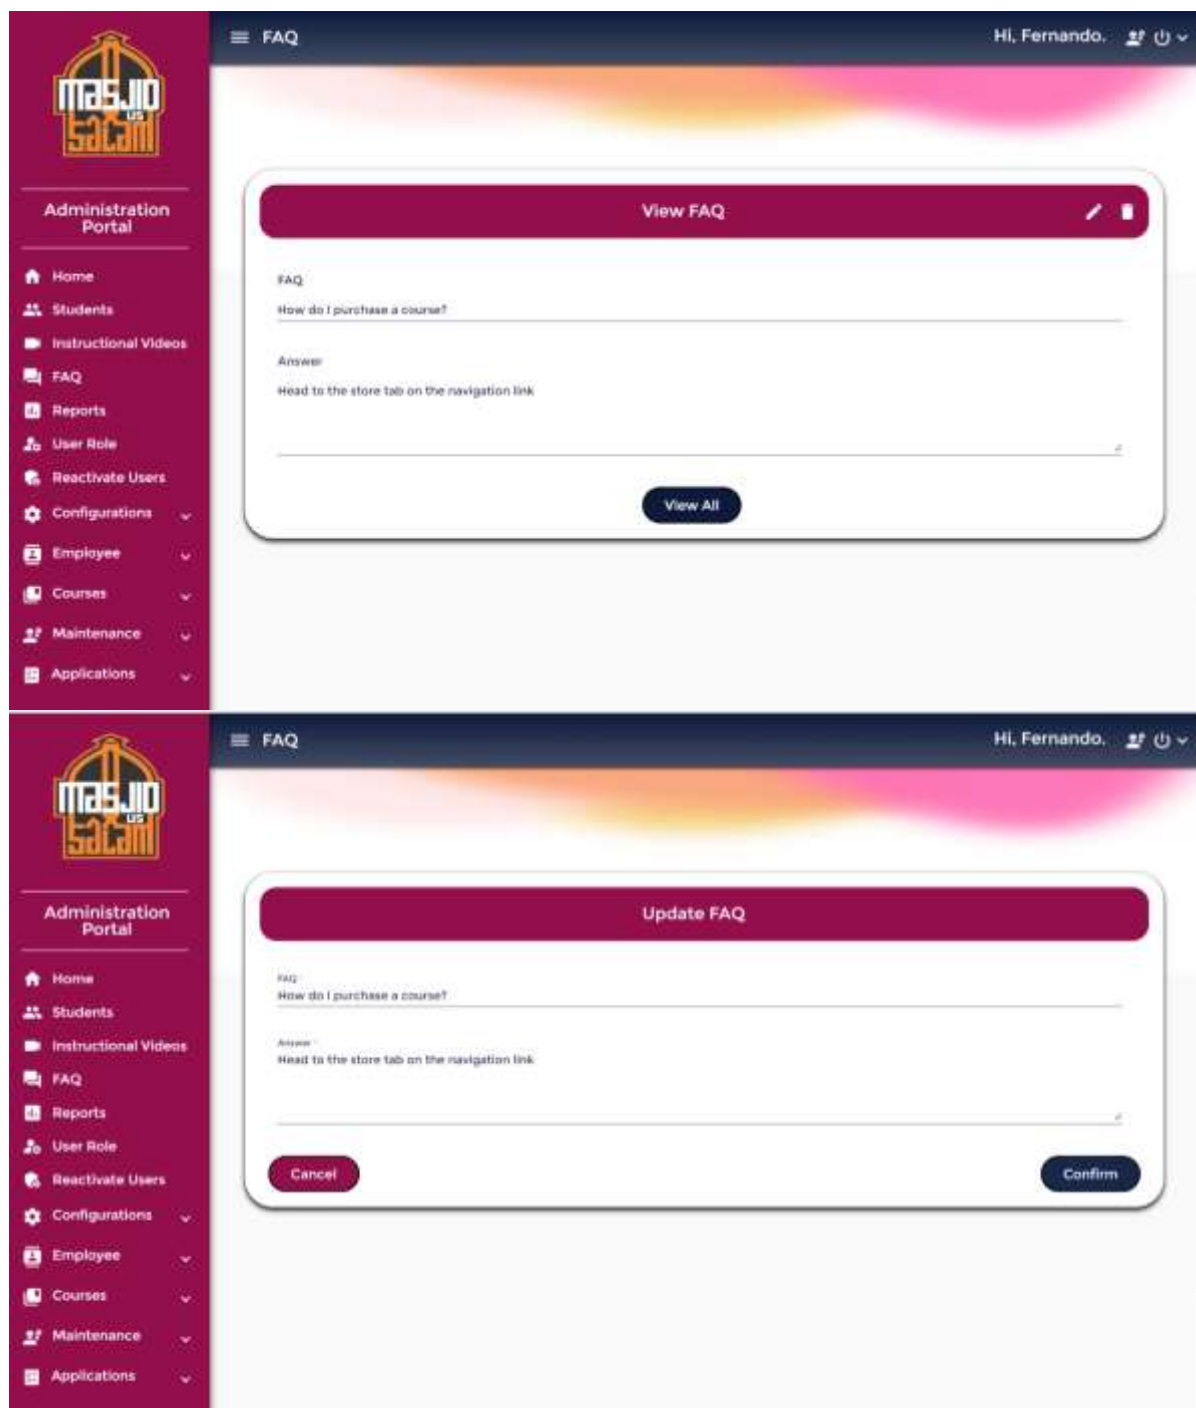 masjid
us
salam
FAQ
Hi, Fernando.
Administration
Portal
Home
Students
Instructional Videos
FAQ
Reports
User Role
Reactivate Users
Configurations
Employee
Courses
Maintenance
Applications
View FAQ
FAQ
How do I purchase a course?
Answer
Head to the store tab on the navigation link
View All
masjid
us
salam
FAQ
Hi, Fernando.
Administration
Portal
Home
Students
Instructional Videos
FAQ
Reports
User Role
Reactivate Users
Configurations
Employee
Courses
Maintenance
Applications
Update FAQ
FAQ *
How do I purchase a course?
Answer *
Head to the store tab on the navigation link
Cancel
Confirm